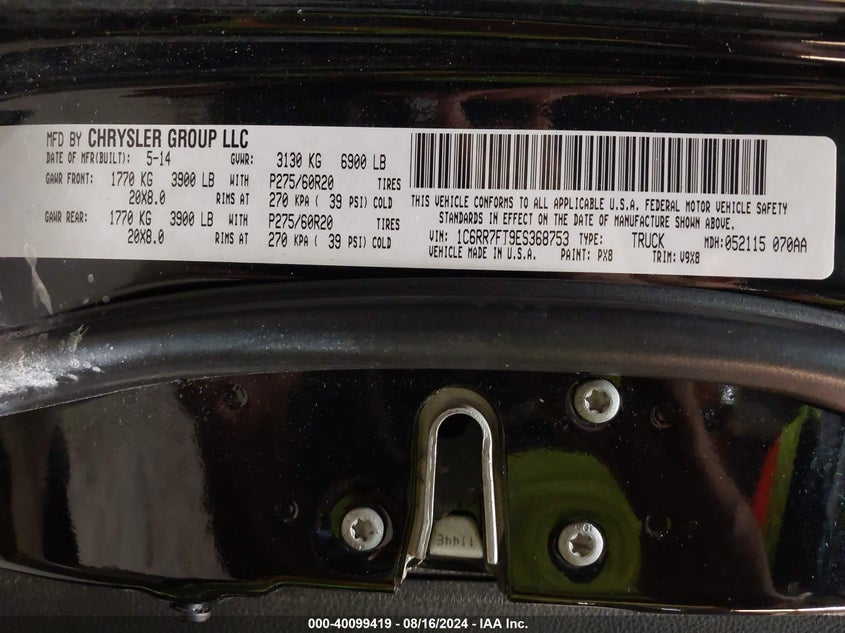 MFD BY CHRYSLER GROUP LLC
DATE OF MFR(BUILT): 5-14 GVWR: 3130 KG 6900 LB
GAWR FRONT: 1770 KG 3900 LB WITH P275/60R20 TIRES
20X8.0 RIMS AT 270 KPA ( 39 PSI) COLD
GAWR REAR: 1770 KG 3900 LB WITH P275/60R20 TIRES
20X8.0 RIMS AT 270 KPA ( 39 PSI) COLD
THIS VEHICLE CONFORMS TO ALL APPLICABLE U.S.A. FEDERAL MOTOR VEHICLE SAFETY
STANDARDS IN EFFECT ON THE DATE OF MANUFACTURE SHOWN ABOVE.
VIN: 1C6RR7FT9ES368753 TYPE: TRUCK MDH:052115 070AA
VEHICLE MADE IN U.S.A. PAINT: PX8 TRIM: V9X8
10
1144E
000-40099419 - 08/16/2024 - IAA Inc.